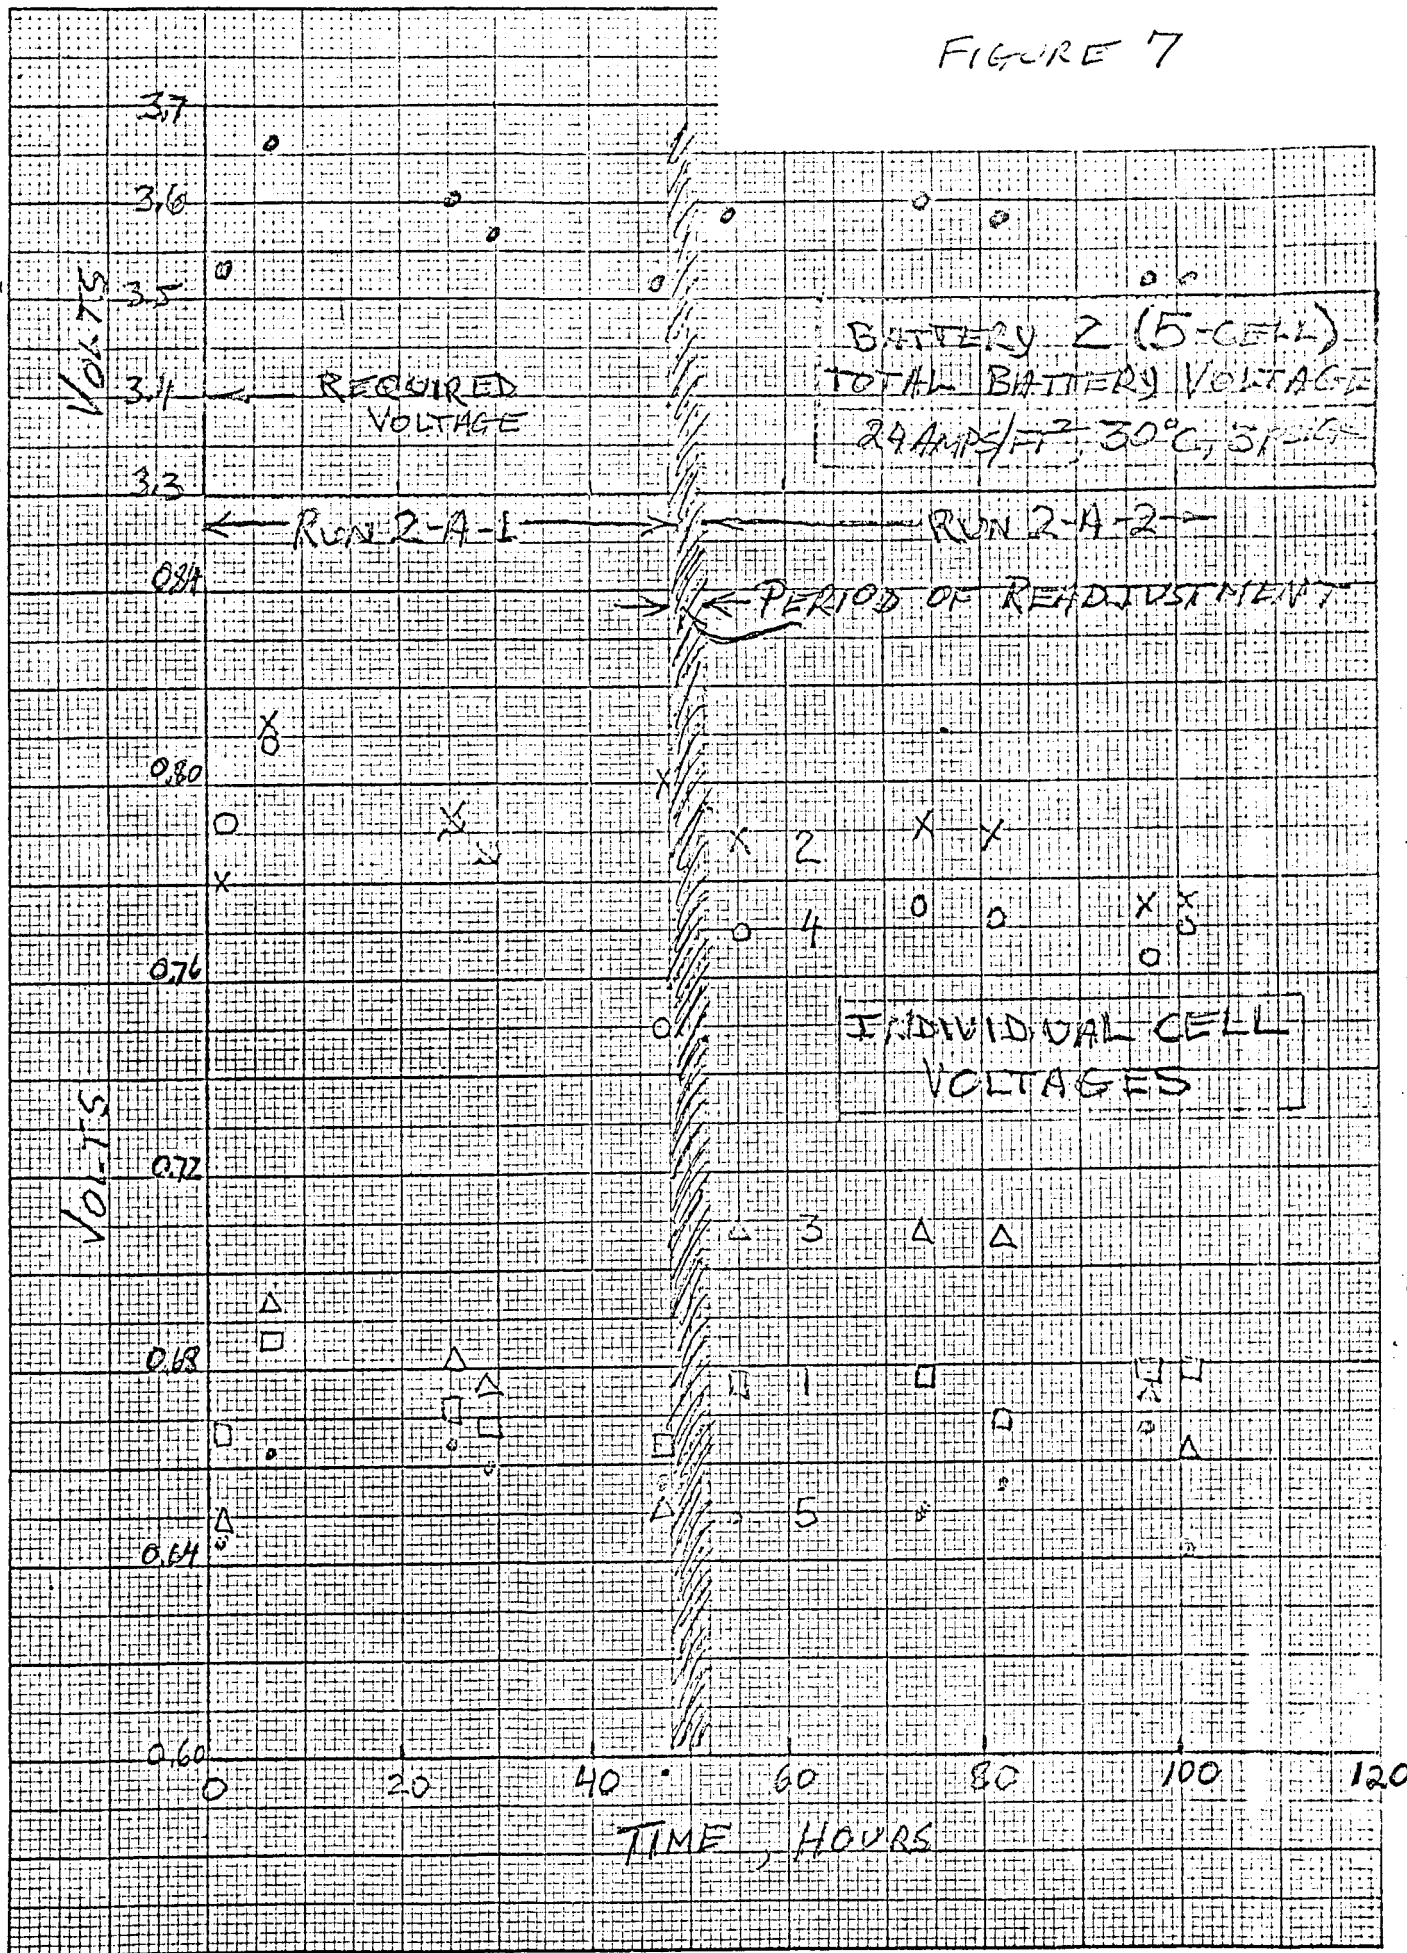 FIGURE 7
3.7
3.6
3.5
3.4
3.3
VOLTS
REQUIRED
VOLTAGE
BATTERY 2 (5-CELL)
TOTAL BATTERY VOLTAGE
24 AMPS/FT², 30°C,
RUN 2-A-1
RUN 2-A-2
PERIOD OF READJUSTMENT
0.84
0.80
0.76
0.72
0.68
0.64
0.60
VOLTS
2
4
INDIVIDUAL CELL
VOLTAGES
3
1
5
0 20 40 60 80 100 120
TIME, HOURS